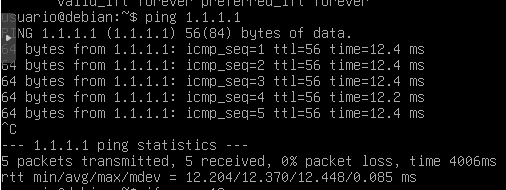 valid_lft forever preferred_lft forever
usuario@debian:~$ ping 1.1.1.1
PING 1.1.1.1 (1.1.1.1) 56(84) bytes of data.
64 bytes from 1.1.1.1: icmp_seq=1 ttl=56 time=12.4 ms
64 bytes from 1.1.1.1: icmp_seq=2 ttl=56 time=12.4 ms
64 bytes from 1.1.1.1: icmp_seq=3 ttl=56 time=12.4 ms
64 bytes from 1.1.1.1: icmp_seq=4 ttl=56 time=12.2 ms
64 bytes from 1.1.1.1: icmp_seq=5 ttl=56 time=12.4 ms
^C
--- 1.1.1.1 ping statistics ---
5 packets transmitted, 5 received, 0% packet loss, time 4006ms
rtt min/avg/max/mdev = 12.204/12.370/12.448/0.085 ms